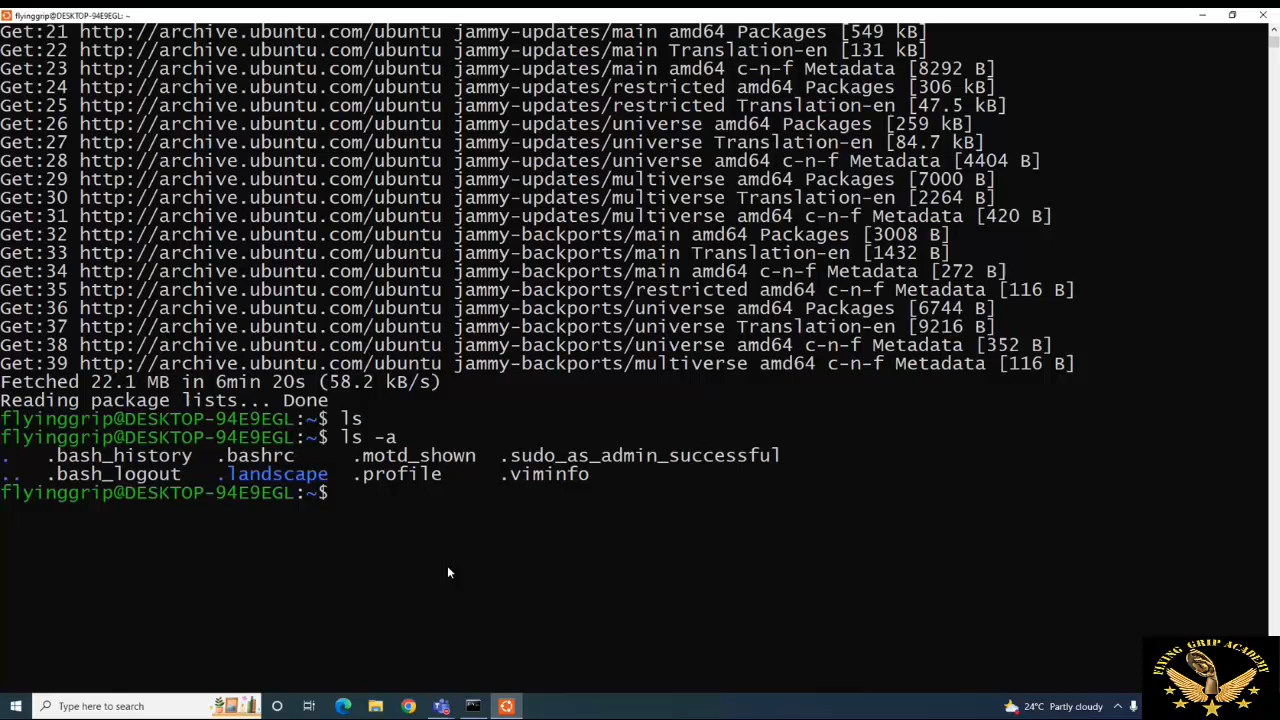 flyinggrip@DESKTOP-94E9EGL: ~
Get:21 http://archive.ubuntu.com/ubuntu jammy-updates/main amd64 Packages [549 kB]
Get:22 http://archive.ubuntu.com/ubuntu jammy-updates/main Translation-en [131 kB]
Get:23 http://archive.ubuntu.com/ubuntu jammy-updates/main amd64 c-n-f Metadata [8292 B]
Get:24 http://archive.ubuntu.com/ubuntu jammy-updates/restricted amd64 Packages [306 kB]
Get:25 http://archive.ubuntu.com/ubuntu jammy-updates/restricted Translation-en [47.5 kB]
Get:26 http://archive.ubuntu.com/ubuntu jammy-updates/universe amd64 Packages [259 kB]
Get:27 http://archive.ubuntu.com/ubuntu jammy-updates/universe Translation-en [84.7 kB]
Get:28 http://archive.ubuntu.com/ubuntu jammy-updates/universe amd64 c-n-f Metadata [4404 B]
Get:29 http://archive.ubuntu.com/ubuntu jammy-updates/multiverse amd64 Packages [7000 B]
Get:30 http://archive.ubuntu.com/ubuntu jammy-updates/multiverse Translation-en [2264 B]
Get:31 http://archive.ubuntu.com/ubuntu jammy-updates/multiverse amd64 c-n-f Metadata [420 B]
Get:32 http://archive.ubuntu.com/ubuntu jammy-backports/main amd64 Packages [3008 B]
Get:33 http://archive.ubuntu.com/ubuntu jammy-backports/main Translation-en [1432 B]
Get:34 http://archive.ubuntu.com/ubuntu jammy-backports/main amd64 c-n-f Metadata [272 B]
Get:35 http://archive.ubuntu.com/ubuntu jammy-backports/restricted amd64 c-n-f Metadata [116 B]
Get:36 http://archive.ubuntu.com/ubuntu jammy-backports/universe amd64 Packages [6744 B]
Get:37 http://archive.ubuntu.com/ubuntu jammy-backports/universe Translation-en [9216 B]
Get:38 http://archive.ubuntu.com/ubuntu jammy-backports/universe amd64 c-n-f Metadata [352 B]
Get:39 http://archive.ubuntu.com/ubuntu jammy-backports/multiverse amd64 c-n-f Metadata [116 B]
Fetched 22.1 MB in 6min 20s (58.2 kB/s)
Reading package lists... Done
flyinggrip@DESKTOP-94E9EGL:~$ ls
flyinggrip@DESKTOP-94E9EGL:~$ ls -a
. .bash_history .bashrc .motd_shown .sudo_as_admin_successful
.. .bash_logout .landscape .profile .viminfo
flyinggrip@DESKTOP-94E9EGL:~$
FLYING GRIP ACADEMY
Type here to search
24°C Partly cloudy